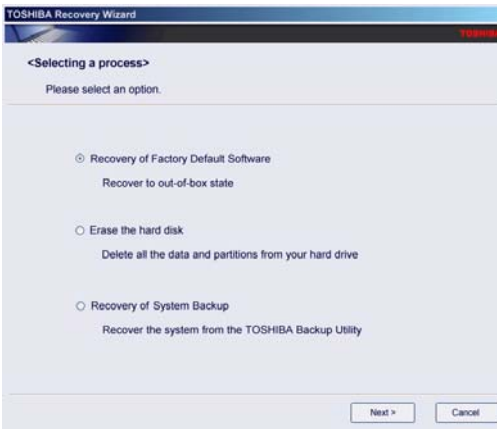 TOSHIBA Recovery Wizard
TOSHIBA
<Selecting a process>
Please select an option.
Recovery of Factory Default Software
Recover to out-of-box state
Erase the hard disk
Delete all the data and partitions from your hard drive
Recovery of System Backup
Recover the system from the TOSHIBA Backup Utility
Next >
Cancel